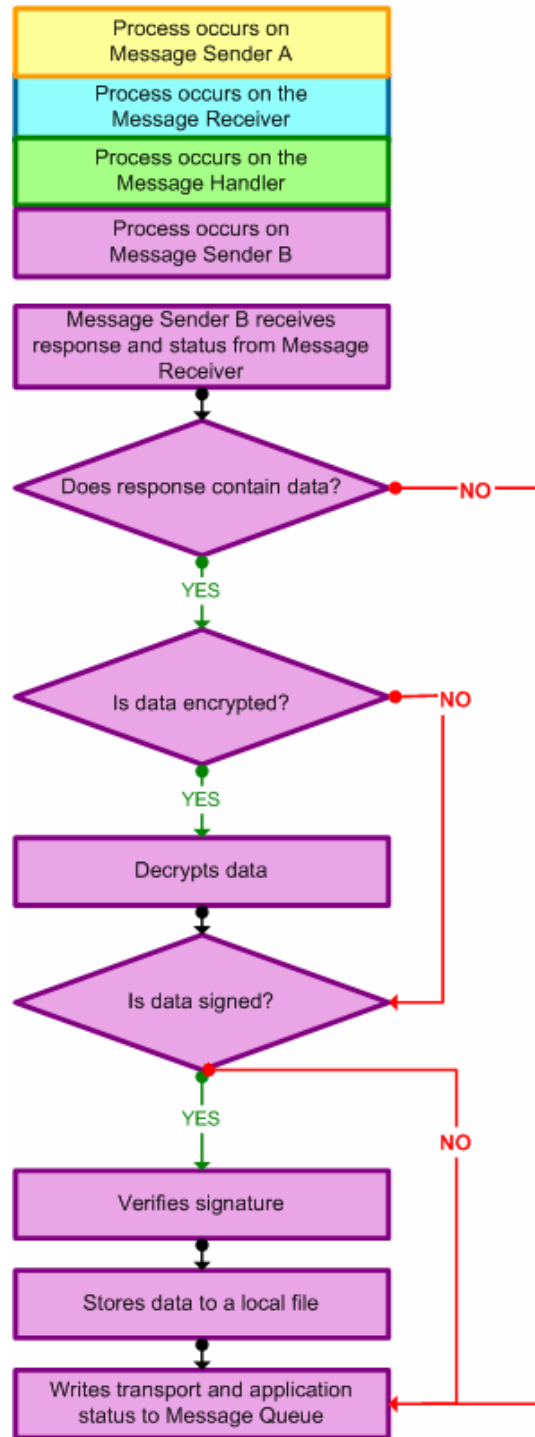 Process occurs on
Message Sender A
Process occurs on the
Message Receiver
Process occurs on the
Message Handler
Process occurs on
Message Sender B
Message Sender B receives
response and status from Message
Receiver
Does response contain data?
NO
YES
Is data encrypted?
NO
YES
Decrypts data
Is data signed?
YES
NO
Verifies signature
Stores data to a local file
Writes transport and application
status to Message Queue